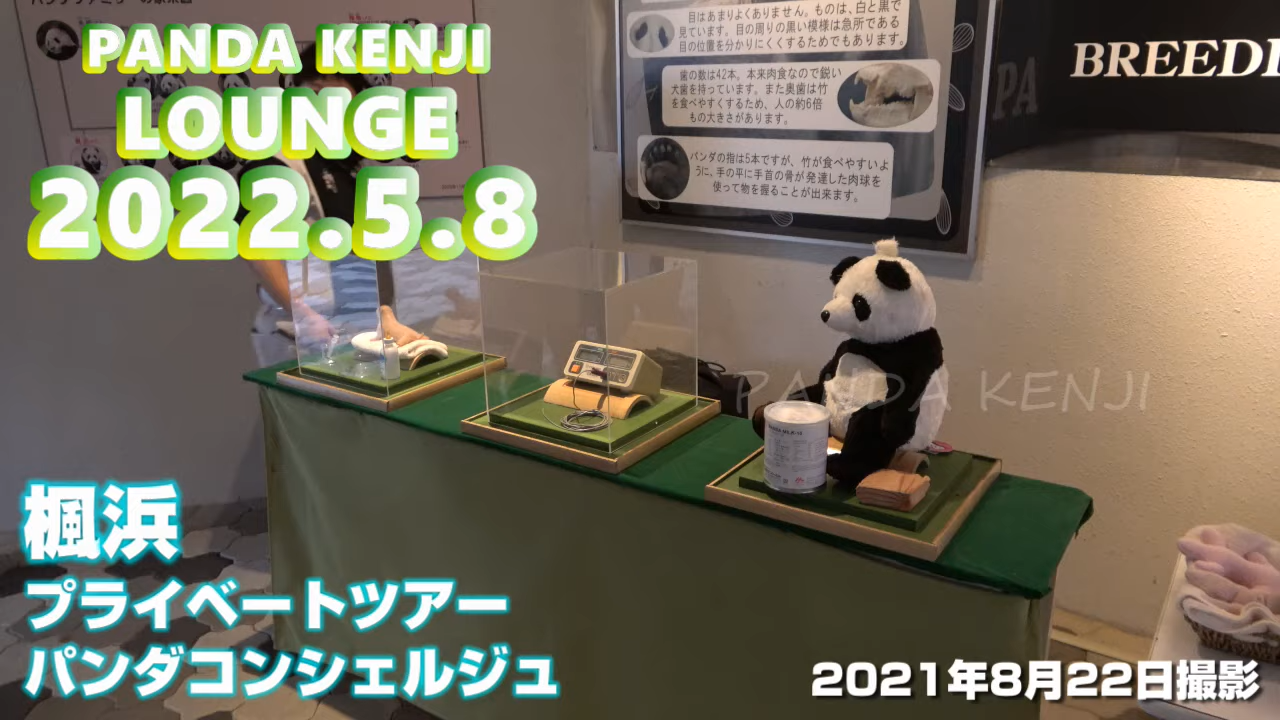 PANDA KENJI
LOUNGE
2022.5.8
目はあまりよくありません。ものは、白と黒で
見ています。目の周りの黒い模様は急所である
目の位置を分かりにくくするためでもあります。
歯の数は42本。本来肉食なので鋭い
犬歯を持っています。また奥歯は竹
を食べやすくするため、人の約6倍
もの大きさがあります。
パンダの指は5本ですが、竹が食べやすいよ
うに、手の平に手首の骨が発達した肉球を
使って物を握ることが出来ます。
PA
BREEDI
PANDA KENJI
楓浜
プライベートツアー
パンダコンシェルジュ
2021年8月22日撮影